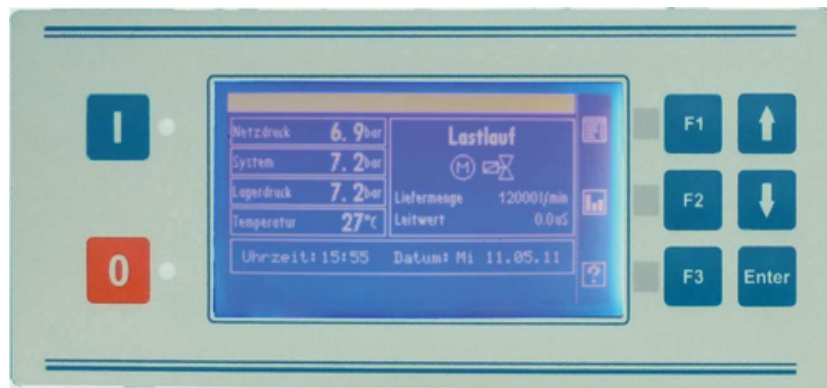 I
0
Netzdruck 6.9bar
System 7.2bar
Lagerdruck 7.2bar
Temperatur 27°C
Lastlauf
M
Liefermenge 12000l/min
Leitwert 0.0uS
Uhrzeit: 15:55 Datum: Mi 11.05.11
?
F1
F2
F3 Enter